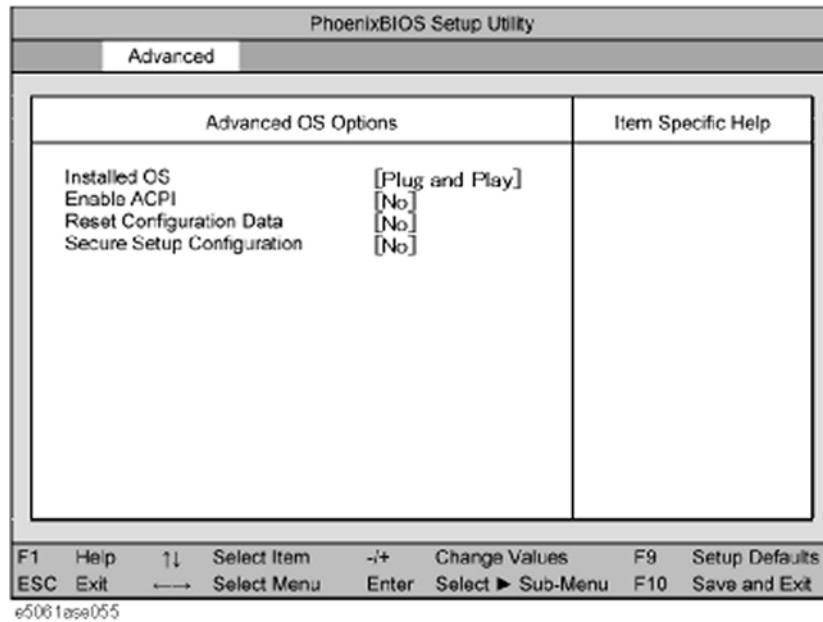 PhoenixBIOS Setup Utility
Advanced
Advanced OS Options Item Specific Help
Installed OS [Plug and Play]
Enable ACPI [No]
Reset Configuration Data [No]
Secure Setup Configuration [No]
F1 Help ↑↓ Select Item -/+ Change Values F9 Setup Defaults
ESC Exit ←→ Select Menu Enter Select ► Sub-Menu F10 Save and Exit
e5061ase055